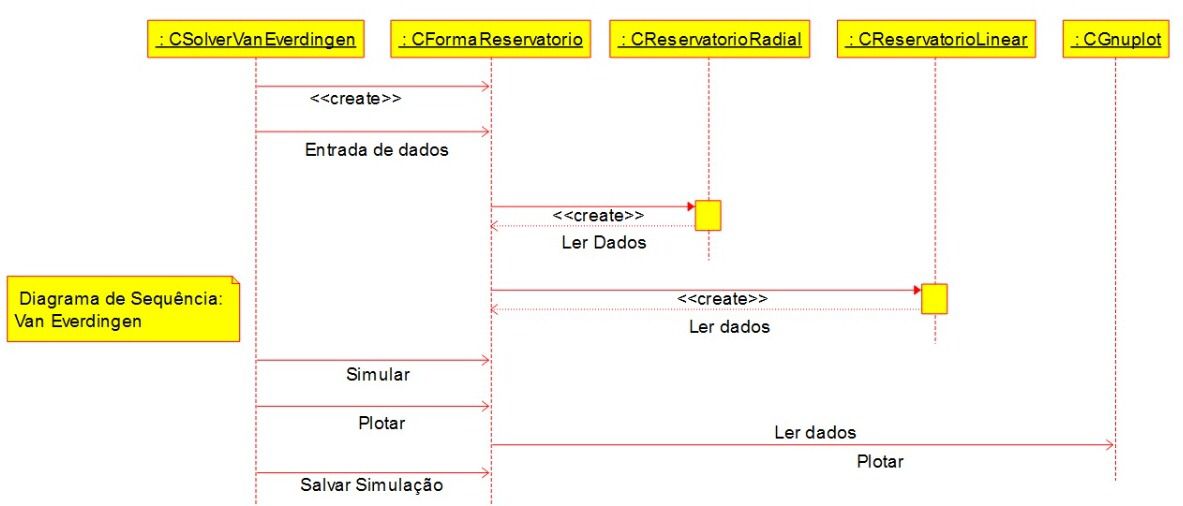 : CSolverVanEverdingen
: CFormaReservatorio
: CReservatorioRadial
: CReservatorioLinear
: CGnuplot
<<create>>
Entrada de dados
<<create>>
Ler Dados
Diagrama de Sequência:
Van Everdingen
<<create>>
Ler dados
Simular
Plotar
Ler dados
Plotar
Salvar Simulação